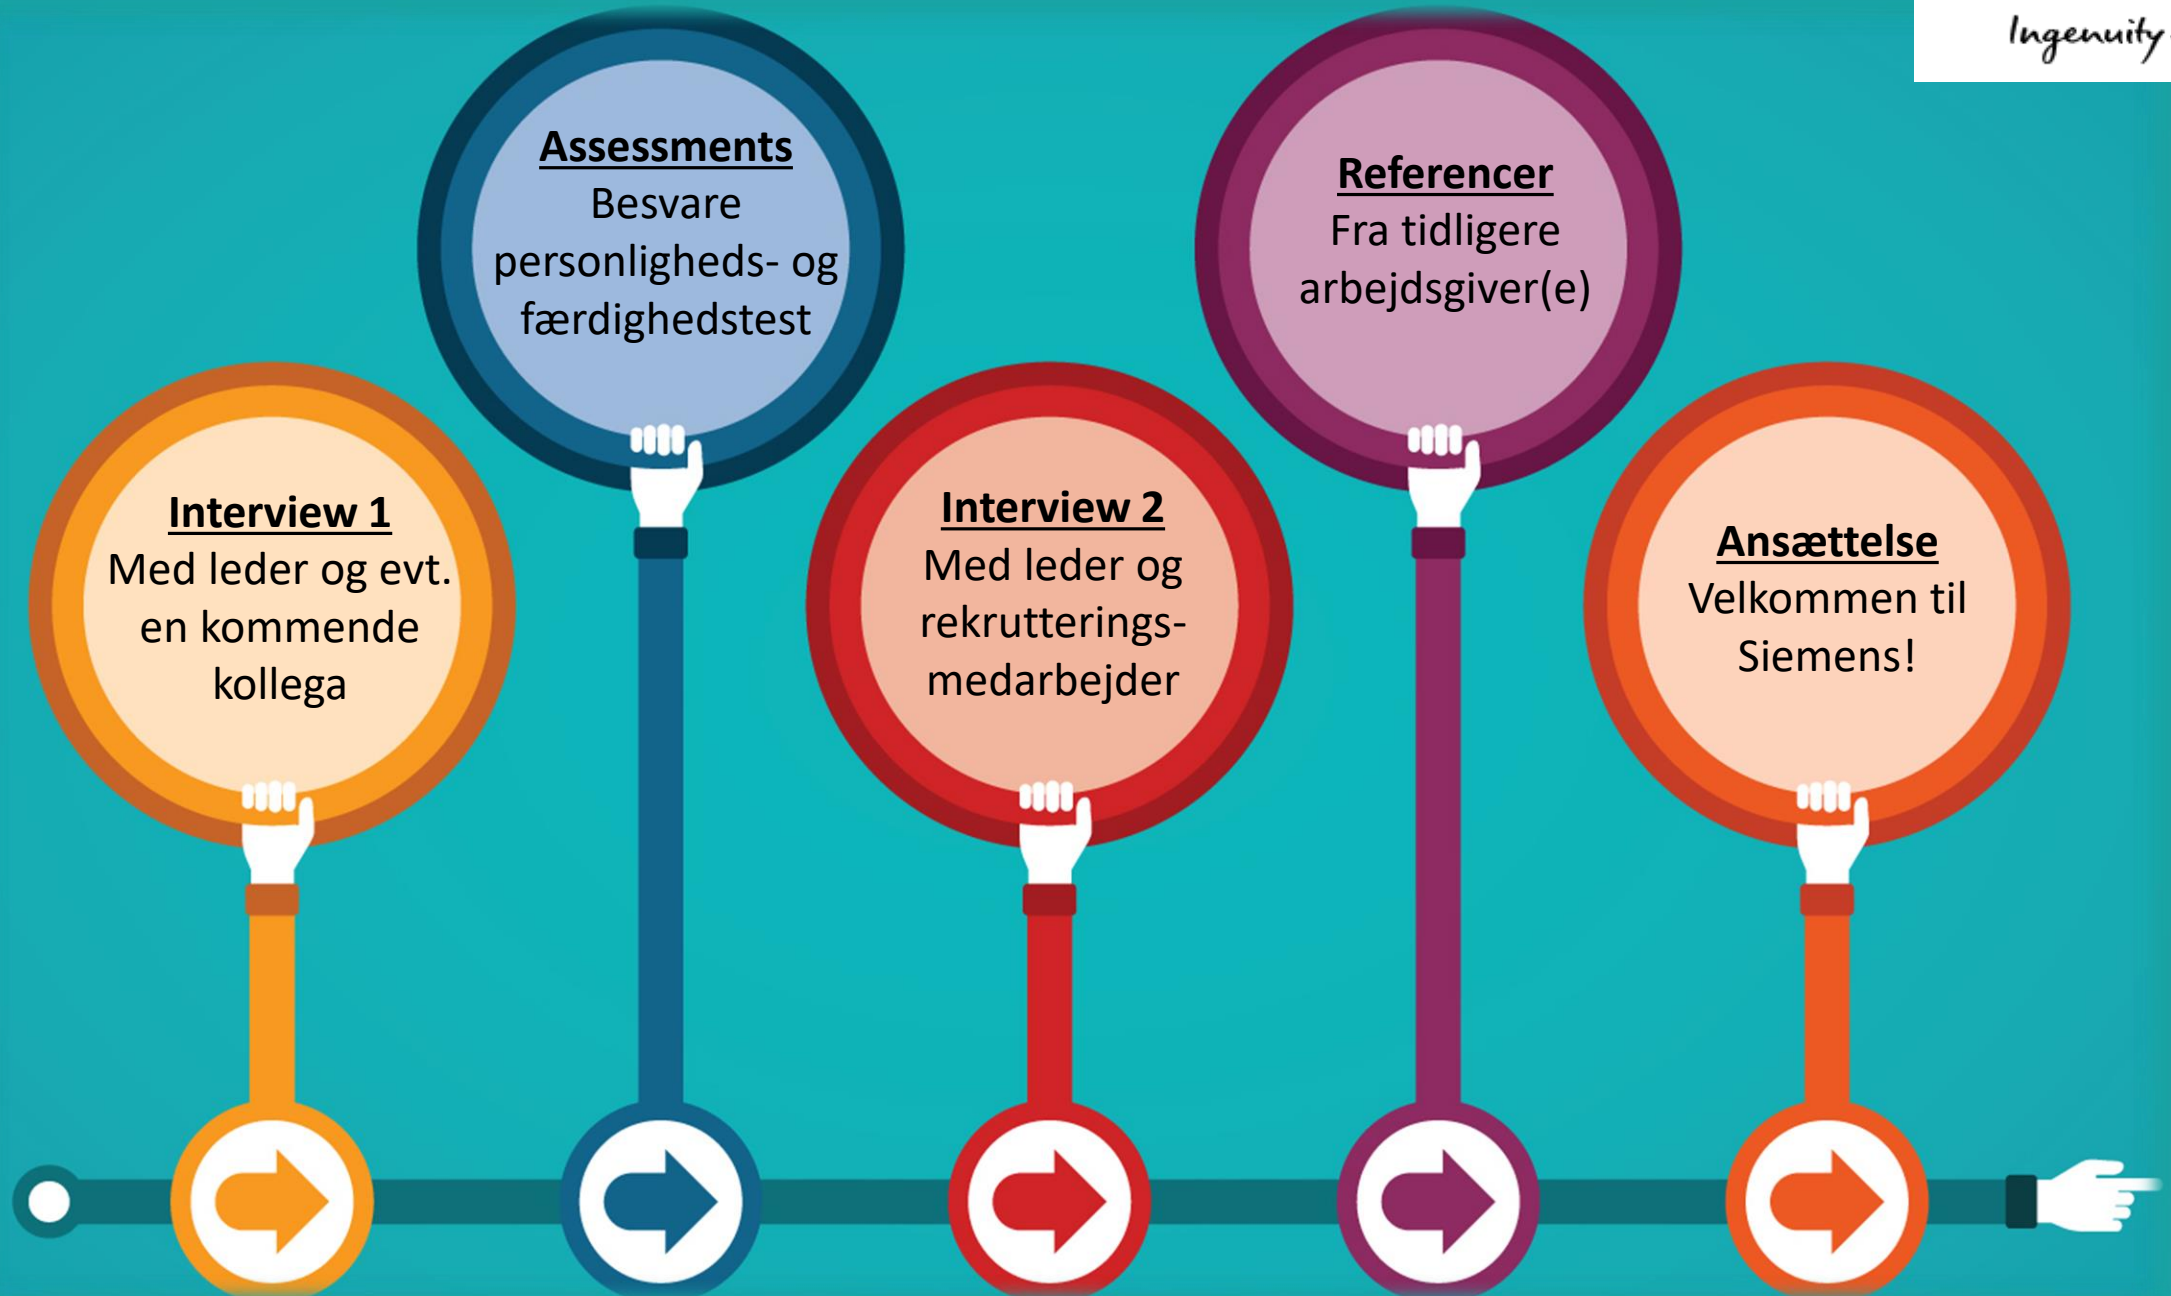 Ingenuity
Assessments
Besvare
personligheds- og
færdighedstest
Referencer
Fra tidligere
arbejdsgiver(e)
Interview 1
Med leder og evt.
en kommende
kollega
Interview 2
Med leder og
rekrutterings-
medarbejder
Ansættelse
Velkommen til
Siemens!